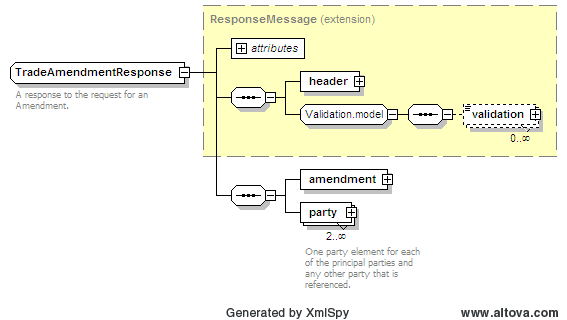 ResponseMessage (extension)
attributes
TradeAmendmentResponse
A response to the request for an
Amendment.
header
Validation.model
validation
0..∞
amendment
party
2..∞
One party element for each
of the principal parties and
any other party that is
referenced.
Generated by XmlSpy
www.altova.com